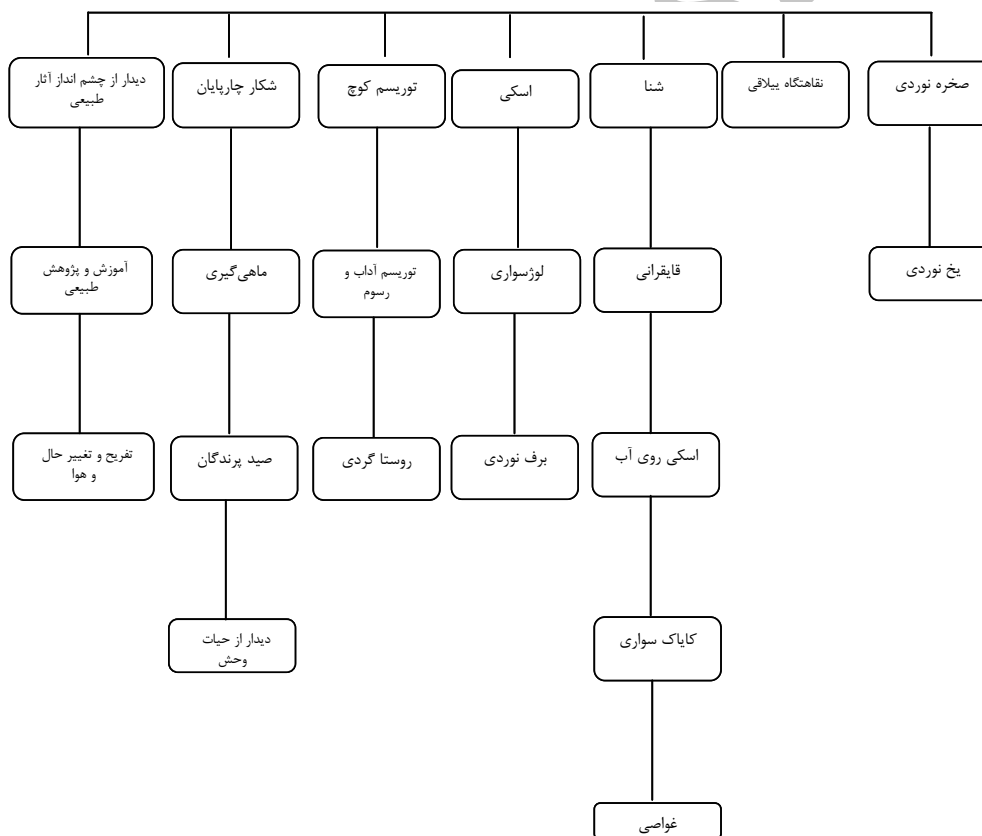 صخره نوردی
یخ نوردی
نقاهتگاه ییلاقی
شنا
قایقرانی
اسکی روی آب
کایاک سواری
غواصی
اسکی
لوژسواری
برف نوردی
توریسم کوچ
توریسم آداب و
رسوم
روستا گردی
شکار چارپایان
ماهی‌گیری
صید پرندگان
دیدار از حیات
وحش
دیدار از چشم انداز آثار
طبیعی
آموزش و پژوهش
طبیعی
تفریح و تغییر حال
و هوا